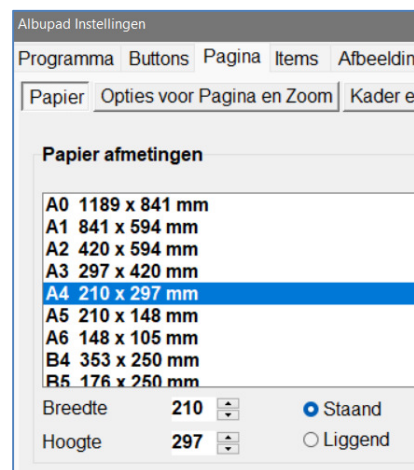 Albupad Instellingen
Programma Buttons Pagina Items Afbeeldin
Papier Opties voor Pagina en Zoom Kader e
Papier afmetingen
A0 1189 x 841 mm
A1 841 x 594 mm
A2 420 x 594 mm
A3 297 x 420 mm
A4 210 x 297 mm
A5 210 x 148 mm
A6 148 x 105 mm
B4 353 x 250 mm
B5 176 x 250 mm
Breedte 210 Staand
Hoogte 297 Liggend